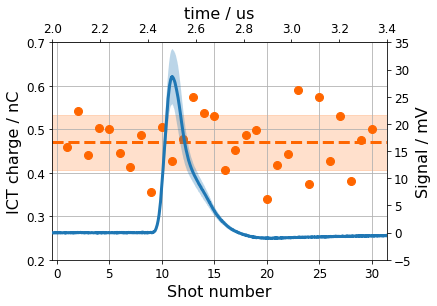 time / us
2.0 2.2 2.4 2.6 2.8 3.0 3.2 3.4
0.7 35
30
0.6
25
20
0.5
15
0.4 10
5
0.3
0
0.2 -5
ICT charge / nC
Signal / mV
0 5 10 15 20 25 30
Shot number